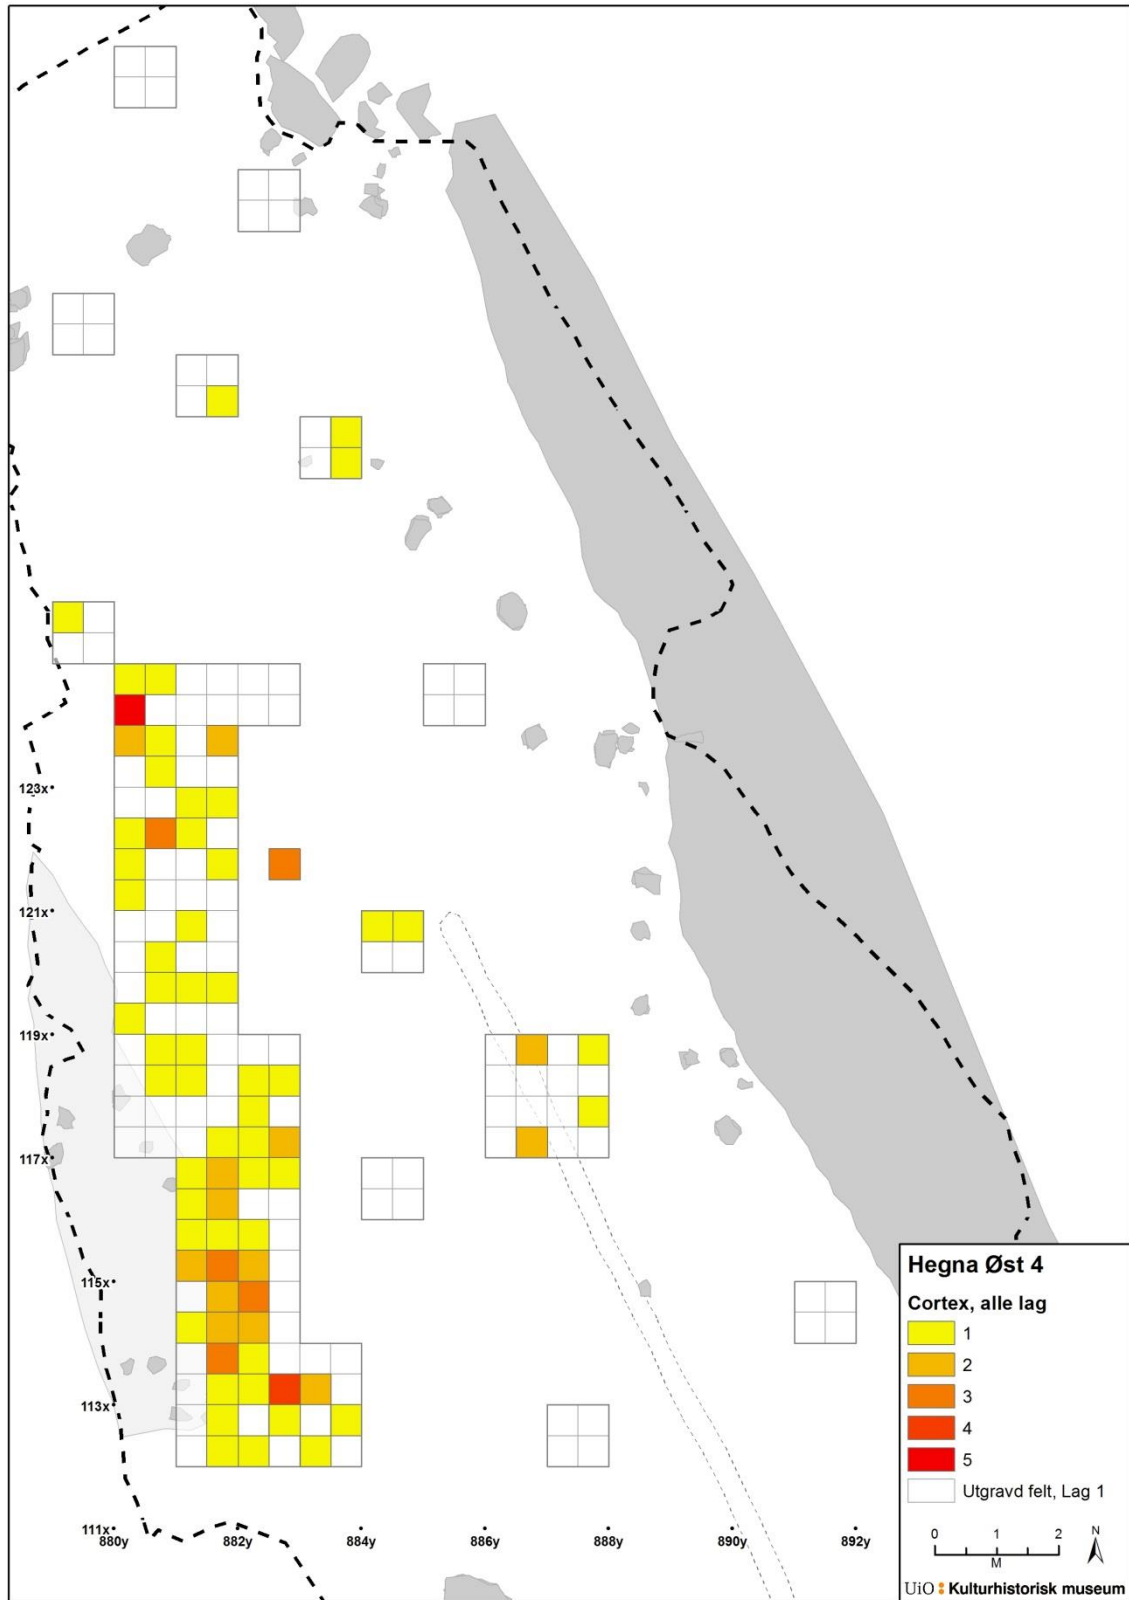 123x
121x
119x
117x
115x
113x
111x
880y 882y 884y 886y 888y 890y 892y
Hegna Øst 4
Cortex, alle lag
1
2
3
4
5
Utgravd felt, Lag 1
0 1 2
M
N
UiO Kulturhistorisk museum